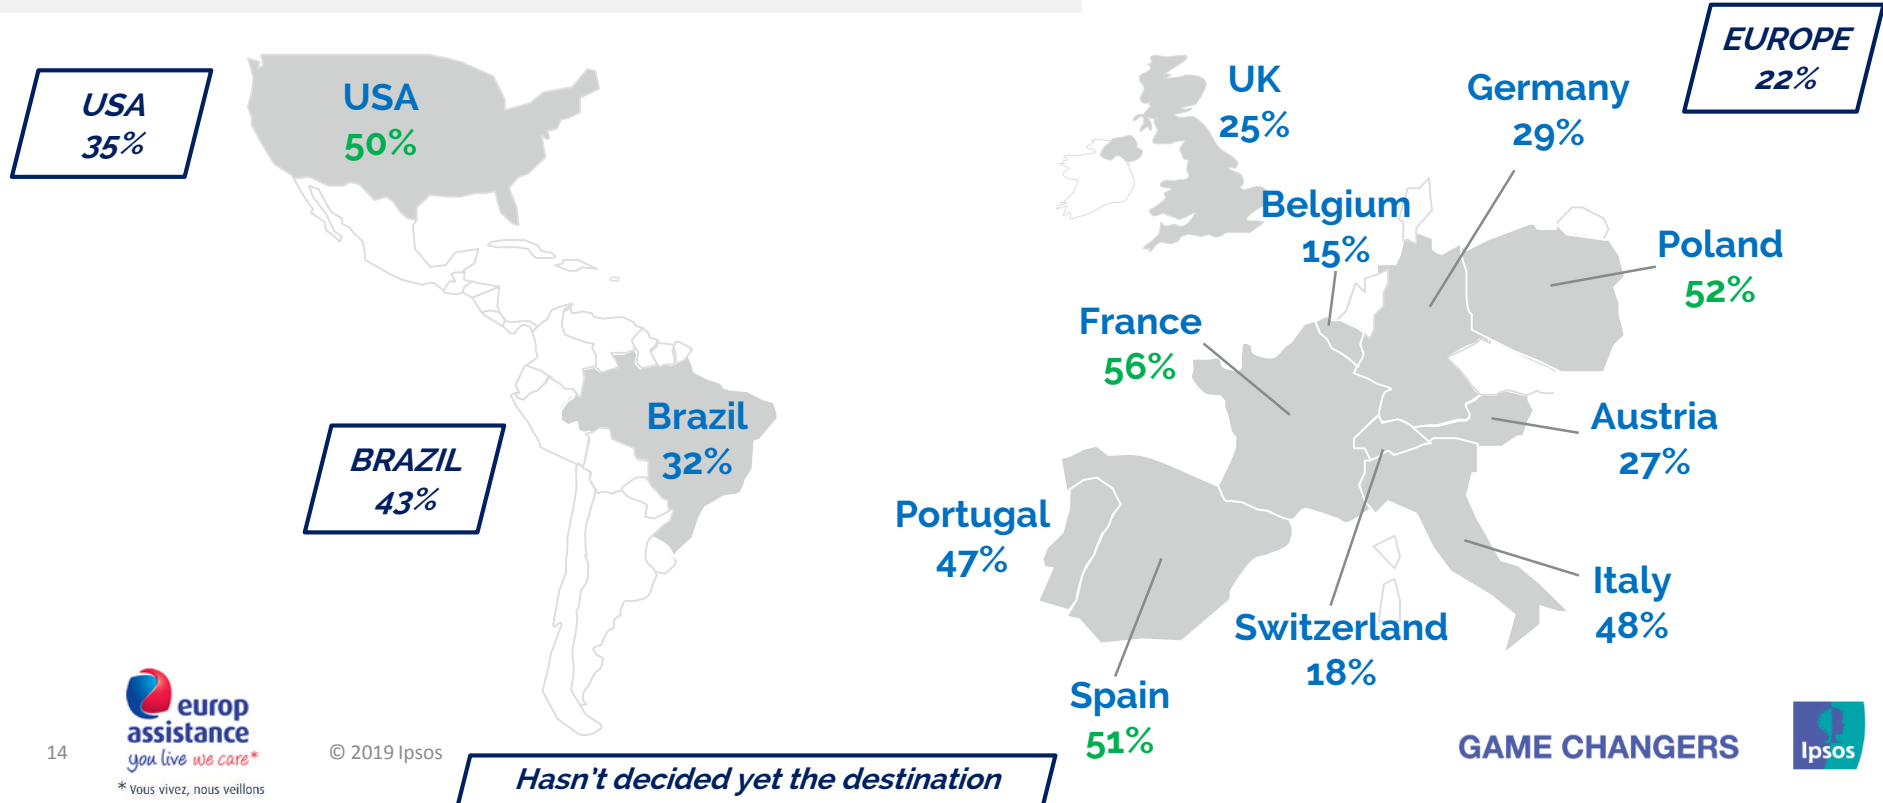 EUROPE
22%
USA
35%
USA
50%
UK
25%
Germany
29%
Belgium
15%
Poland
52%
France
56%
Brazil
32%
BRAZIL
43%
Austria
27%
Portugal
47%
Italy
48%
Switzerland
18%
Spain
51%
14
europ
assistance
you live we care*
* Vous vivez, nous veillons
© 2019 Ipsos
Hasn't decided yet the destination
GAME CHANGERS
Ipsos